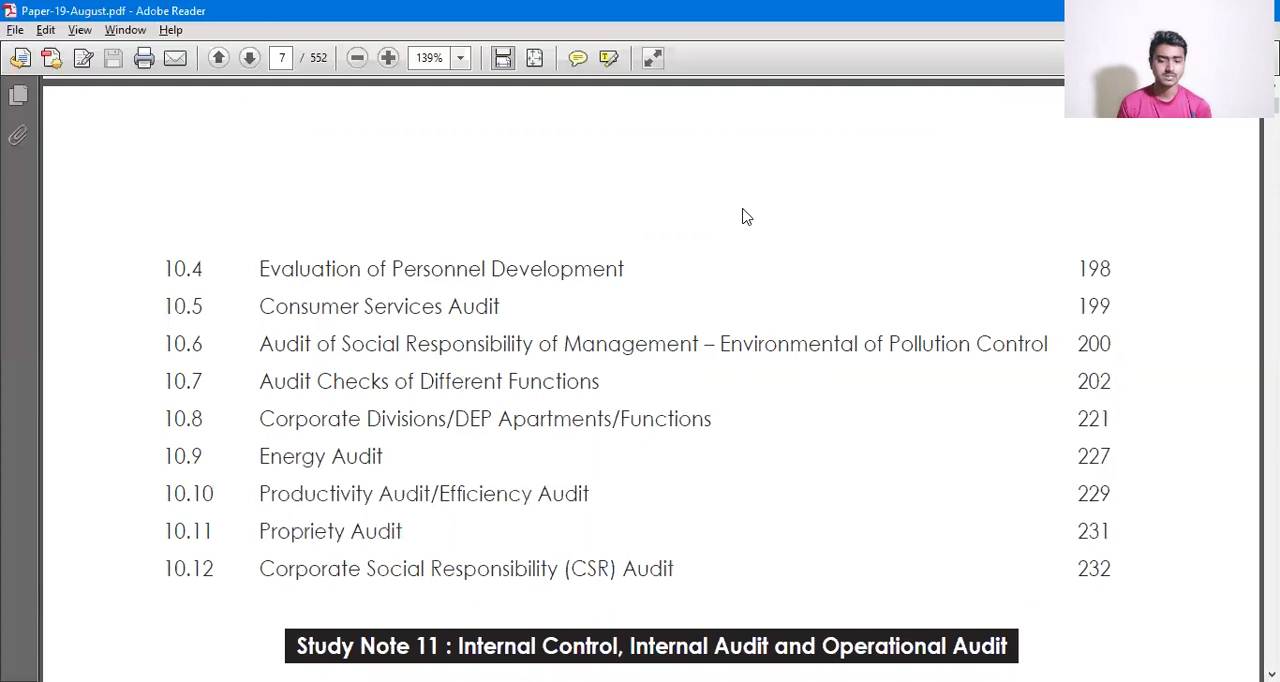 Paper-19-August.pdf - Adobe Reader
File Edit View Window Help
7 / 552 139%
10.4 Evaluation of Personnel Development 198
10.5 Consumer Services Audit 199
10.6 Audit of Social Responsibility of Management – Environmental of Pollution Control 200
10.7 Audit Checks of Different Functions 202
10.8 Corporate Divisions/DEP Apartments/Functions 221
10.9 Energy Audit 227
10.10 Productivity Audit/Efficiency Audit 229
10.11 Propriety Audit 231
10.12 Corporate Social Responsibility (CSR) Audit 232
Study Note 11 : Internal Control, Internal Audit and Operational Audit